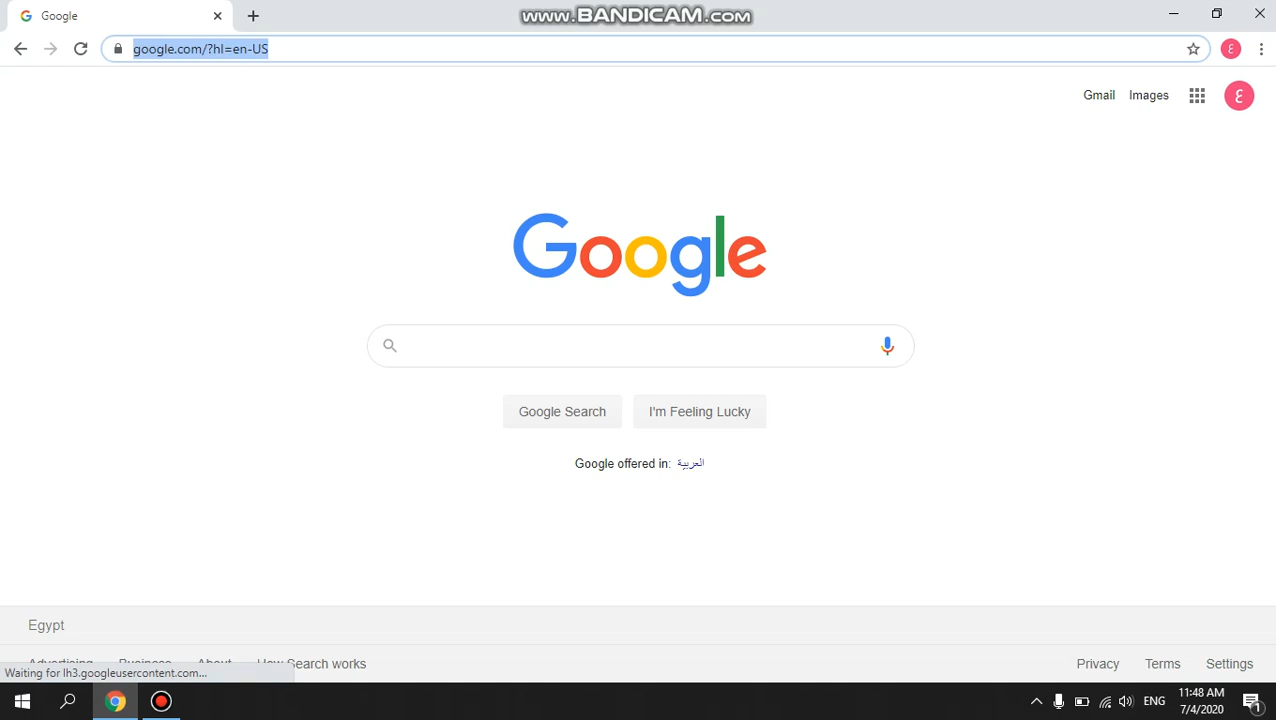 Google
www.BANDICAM.com
google.com/?hl=en-US
ع
Gmail Images ع
Google
Google Search I'm Feeling Lucky
Google offered in: العربية
Egypt
Advertising Business About How Search works Privacy Terms Settings
Waiting for lh3.googleusercontent.com...
ENG 11:48 AM
7/4/2020
1